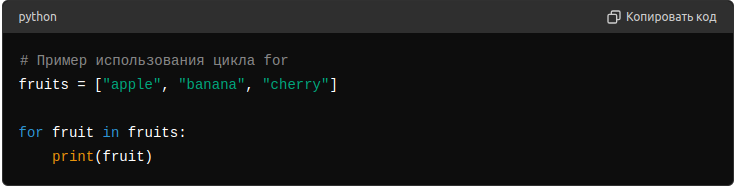 python
Копировать код
# Пример использования цикла for
fruits = ["apple", "banana", "cherry"]
for fruit in fruits:
    print(fruit)